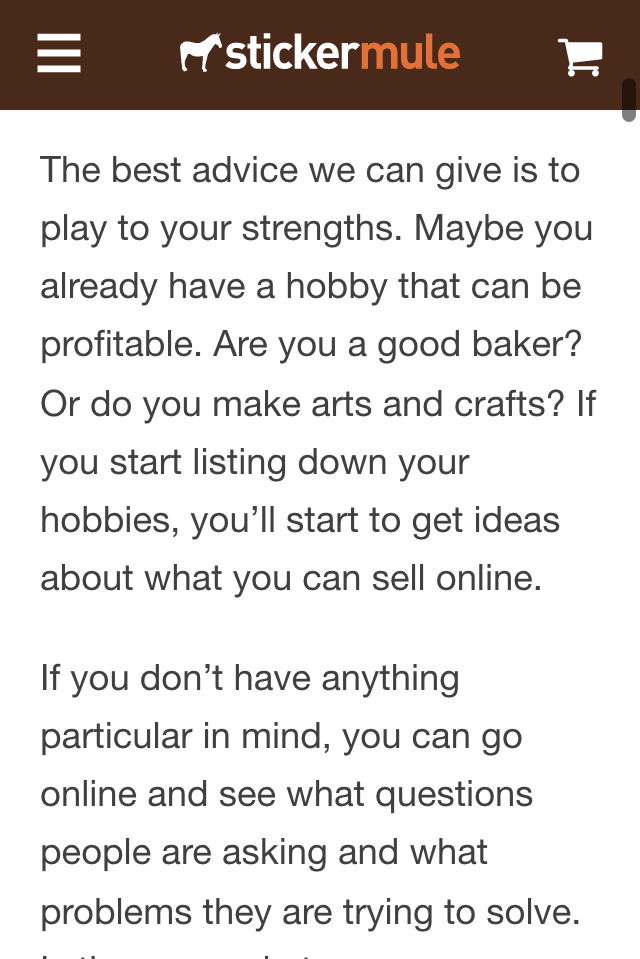 stickermule
The best advice we can give is to
play to your strengths. Maybe you
already have a hobby that can be
profitable. Are you a good baker?
Or do you make arts and crafts? If
you start listing down your
hobbies, you’ll start to get ideas
about what you can sell online.
If you don’t have anything
particular in mind, you can go
online and see what questions
people are asking and what
problems they are trying to solve.